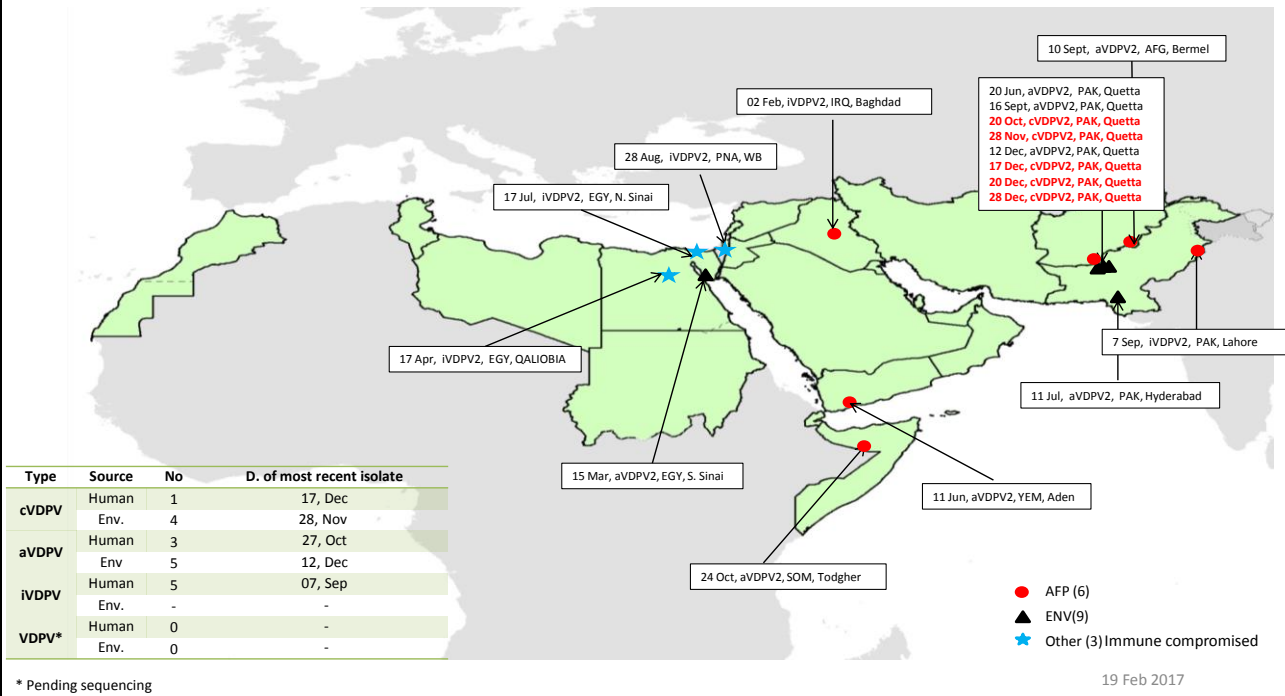 10 Sept, aVDPV2, AFG, Bermel
20 Jun, aVDPV2, PAK, Quetta
16 Sept, aVDPV2, PAK, Quetta
20 Oct, cVDPV2, PAK, Quetta
28 Nov, cVDPV2, PAK, Quetta
12 Dec, aVDPV2, PAK, Quetta
17 Dec, cVDPV2, PAK, Quetta
20 Dec, cVDPV2, PAK, Quetta
28 Dec, cVDPV2, PAK, Quetta
02 Feb, iVDPV2, IRQ, Baghdad
28 Aug, iVDPV2, PNA, WB
17 Jul, iVDPV2, EGY, N. Sinai
17 Apr, iVDPV2, EGY, QALIOBIA
7 Sep, iVDPV2, PAK, Lahore
11 Jul, aVDPV2, PAK, Hyderabad
15 Mar, aVDPV2, EGY, S. Sinai
11 Jun, aVDPV2, YEM, Aden
24 Oct, aVDPV2, SOM, Todgher
Type Source No D. of most recent isolate
cVDPV Human 1 17, Dec
Env. 4 28, Nov
aVDPV Human 3 27, Oct
Env 5 12, Dec
iVDPV Human 5 07, Sep
Env. - -
VDPV* Human 0 -
Env. 0 -
AFP (6)
ENV(9)
Other (3) Immune compromised
* Pending sequencing
19 Feb 2017